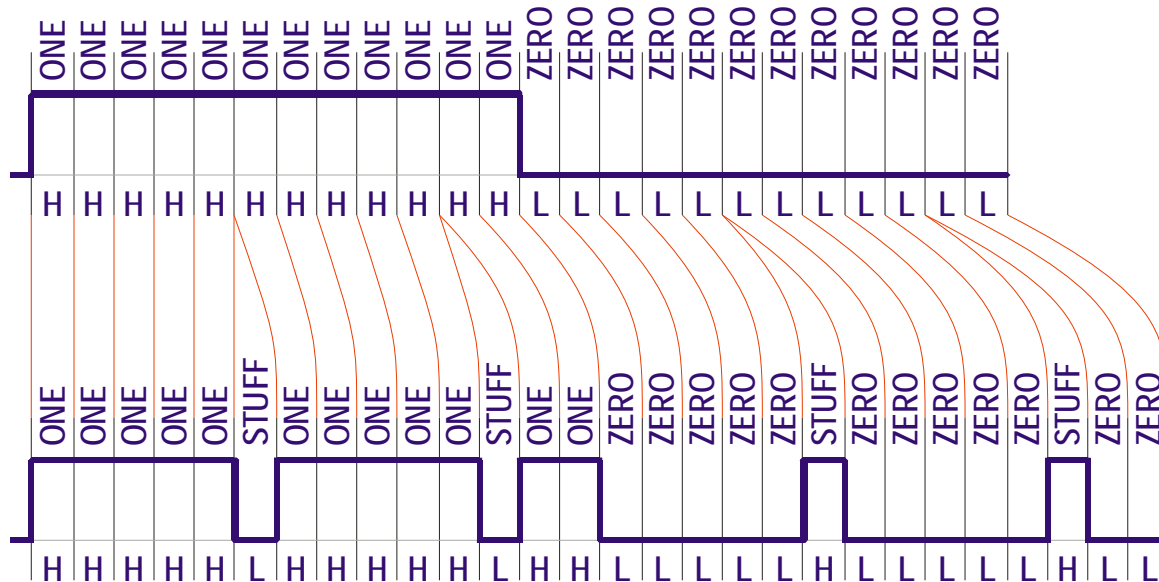 ONE ONE ONE ONE ONE ONE ONE ONE ONE ONE ONE ONE ZERO ZERO ZERO ZERO ZERO ZERO ZERO ZERO ZERO ZERO ZERO ZERO
H H H H H H H H H H H H L L L L L L L L L L L L
ONE ONE ONE ONE ONE STUFF ONE ONE ONE ONE ONE STUFF ONE ONE ZERO ZERO ZERO ZERO ZERO STUFF ZERO ZERO ZERO ZERO ZERO STUFF ZERO ZERO
H H H H H L H H H H H L H H L L L L L H L L L L L H L L